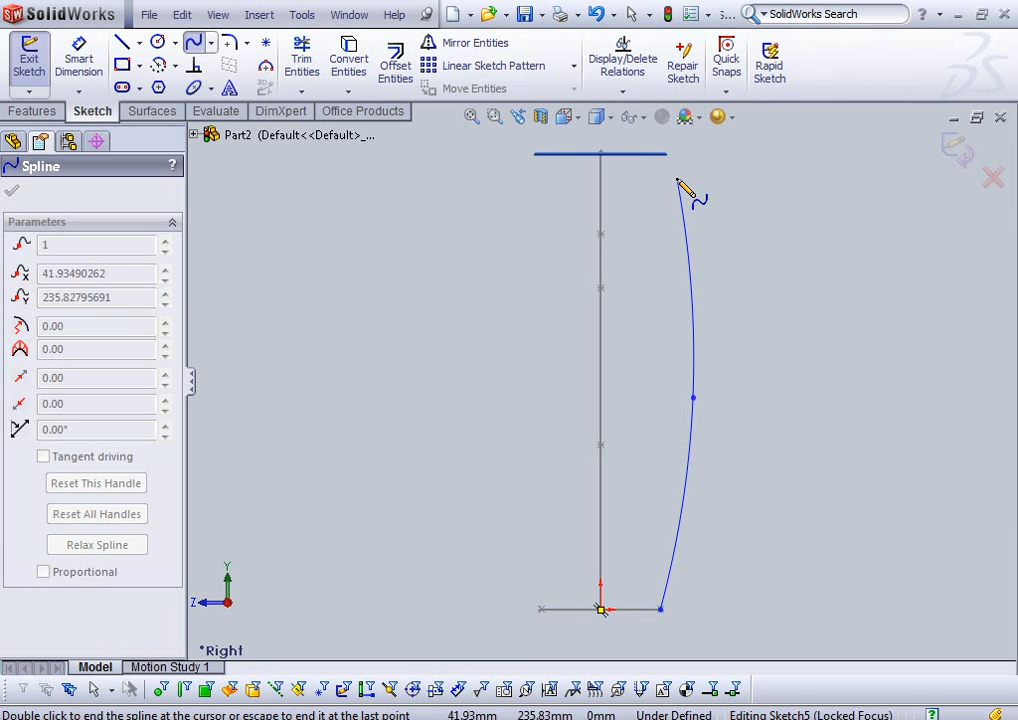 SolidWorks File Edit View Insert Tools Window Help s... SolidWorks Search
Exit Sketch
Smart Dimension
Trim Entities
Convert Entities
Offset Entities
Mirror Entities
Linear Sketch Pattern
Move Entities
Display/Delete Relations
Repair Sketch
Quick Snaps
Rapid Sketch
Features Sketch Surfaces Evaluate DimXpert Office Products
Part2 (Default<<Default>_...
Spline ?
Parameters
1
41.93490262
235.82795691
0.00
0.00
0.00
0.00
0.00°
Tangent driving
Reset This Handle
Reset All Handles
Relax Spline
Proportional
Y
Z
*Right
Model Motion Study 1
Double click to end the spline at the cursor or escape to end it at the last point 41.93mm 235.83mm 0mm Under Defined Editing Sketch5 (Locked Focus)